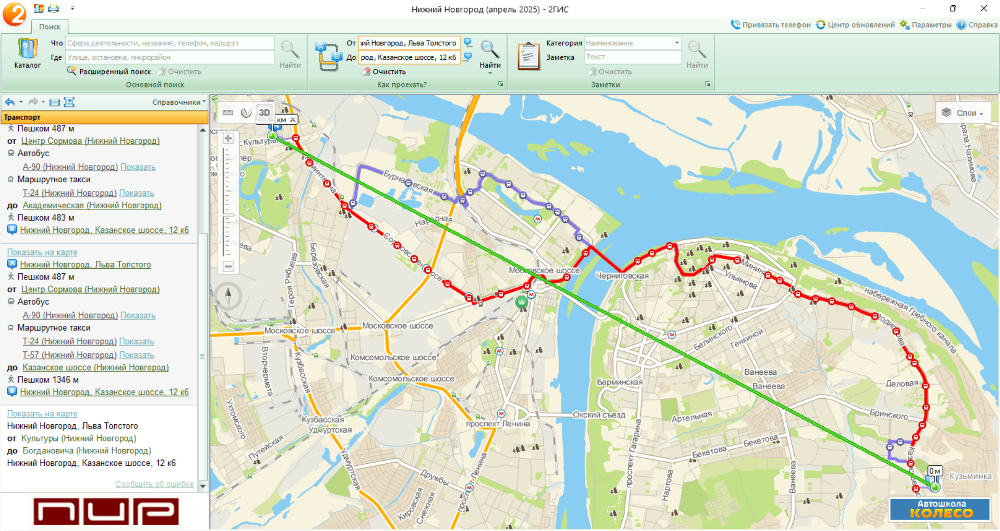 2
Нижний Новгород (апрель 2025) - 2ГИС
Поиск
Привязать телефон
Центр обновлений
Параметры
Справка
Каталог
Что
Сфера деятельности, название, телефон, маршрут
Где
Улица, остановка, микрорайон
Расширенный поиск
Очистить
Найти
Основной поиск
A
B
От
ий Новгород, Льва Толстого
До
род, Казанское шоссе, 12 к6
Очистить
Найти
Как проехать?
Категория
Наименование
Заметка
Текст
Очистить
Найти
Заметки
Справочники
Транспорт
Пешком 487 м
от Центр Сормова (Нижний Новгород)
Автобус
А-90 (Нижний Новгород) Показать
Маршрутное такси
Т-24 (Нижний Новгород) Показать
до Академическая (Нижний Новгород)
Пешком 483 м
B Нижний Новгород, Казанское шоссе, 12 к6
Показать на карте
A Нижний Новгород, Льва Толстого
Пешком 487 м
от Центр Сормова (Нижний Новгород)
Автобус
А-90 (Нижний Новгород) Показать
Маршрутное такси
Т-24 (Нижний Новгород) Показать
Т-57 (Нижний Новгород) Показать
до Казанское шоссе (Нижний Новгород)
Пешком 1346 м
B Нижний Новгород, Казанское шоссе, 12 к6
Показать на карте
Нижний Новгород, Льва Толстого
от Культуры (Нижний Новгород)
до Богдановича (Нижний Новгород)
Нижний Новгород, Казанское шоссе, 12 к6
Сообщить об ошибке
ПИР
3D
км
Слои
Культуры
Бурнаковская
Народная
Сормовское шоссе
Берёзовская
Героя Рябцева
Московское шоссе
Черниговская
Минина
Ульянова
набережная Гребного канала
Родионова
Адмирала Нахимова
Московское шоссе
Московское шоссе
Белинского
Генкиной
Комсомольское шоссе
Комсомольское шоссе
Вторчермета
Кузбасская
Ванеева
Ванеева
Барминская
Деловая
Бринского
Окский съезд
Артельная
Ухтомского
Кузбасская
Удмуртская
проспект Ленина
Путейская
Бекетова
Бекетова
Удмуртская
проспект Гагарина
Дружбы
проспект Ленина
Кировская
Снежная
Нартова
Ванеева
Казанское шоссе
0 м
Кузьминка
Автошкола
КОЛЕСО